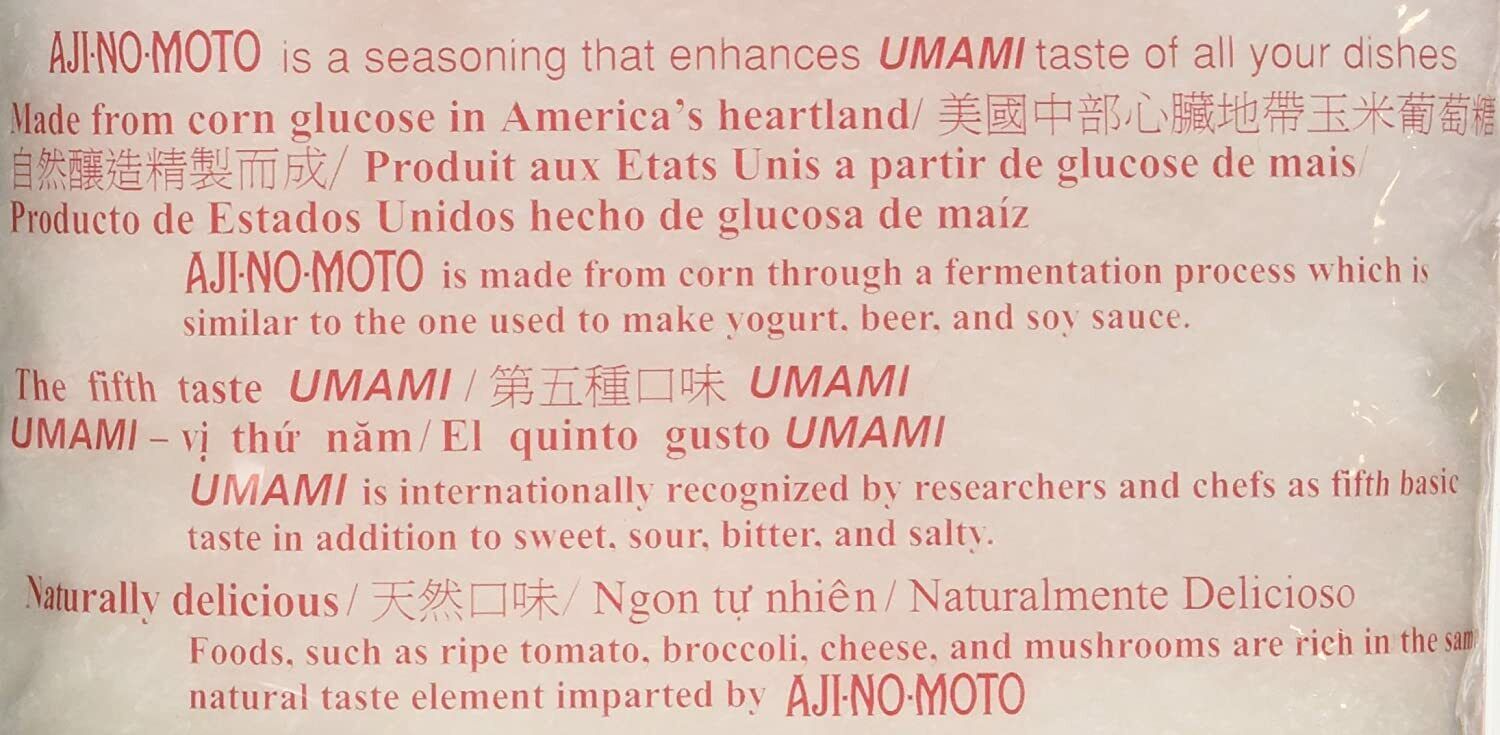 AJI-NO-MOTO is a seasoning that enhances UMAMI taste of all your dishes
Made from corn glucose in America's heartland/ 美國中部心臟地帶玉米葡萄糖
自然釀造精製而成/ Produit aux Etats Unis a partir de glucose de mais/
Producto de Estados Unidos hecho de glucosa de maíz
AJI-NO-MOTO is made from corn through a fermentation process which is
similar to the one used to make yogurt, beer, and soy sauce.
The fifth taste UMAMI / 第五種口味 UMAMI
UMAMI – vị thứ năm/ El quinto gusto UMAMI
UMAMI is internationally recognized by researchers and chefs as fifth basic
taste in addition to sweet, sour, bitter, and salty.
Naturally delicious/ 天然口味/ Ngon tự nhiên/ Naturalmente Delicioso
Foods, such as ripe tomato, broccoli, cheese, and mushrooms are rich in the sam
natural taste element imparted by AJI-NO-MOTO